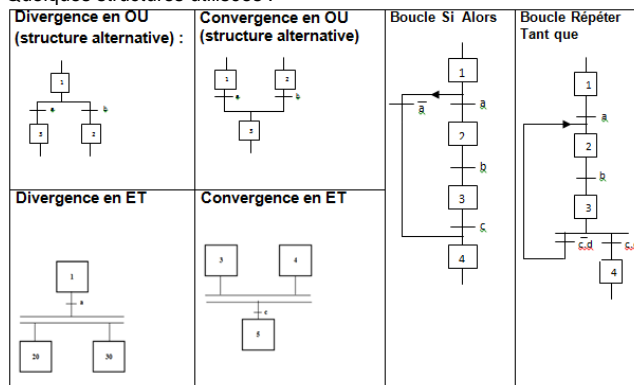 Quelques structures utilisées :
Divergence en OU
(structure alternative) :
1
a
b
3
2
Convergence en OU
(structure alternative)
1
2
a
b
3
Boucle Si Alors
1
a̅
a
2
b
3
c
4
Boucle Répéter
Tant que
1
a
2
b
3
c̅,d
4
Divergence en ET
1
a
20
30
Convergence en ET
3
4
c
5